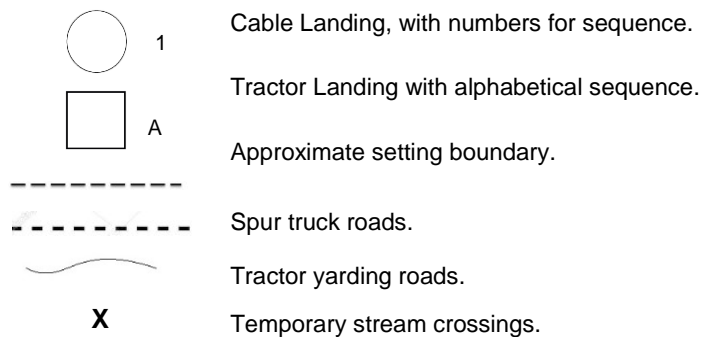 Cable Landing, with numbers for sequence.
1
Tractor Landing with alphabetical sequence.
A
Approximate setting boundary.
Spur truck roads.
Tractor yarding roads.
X
Temporary stream crossings.